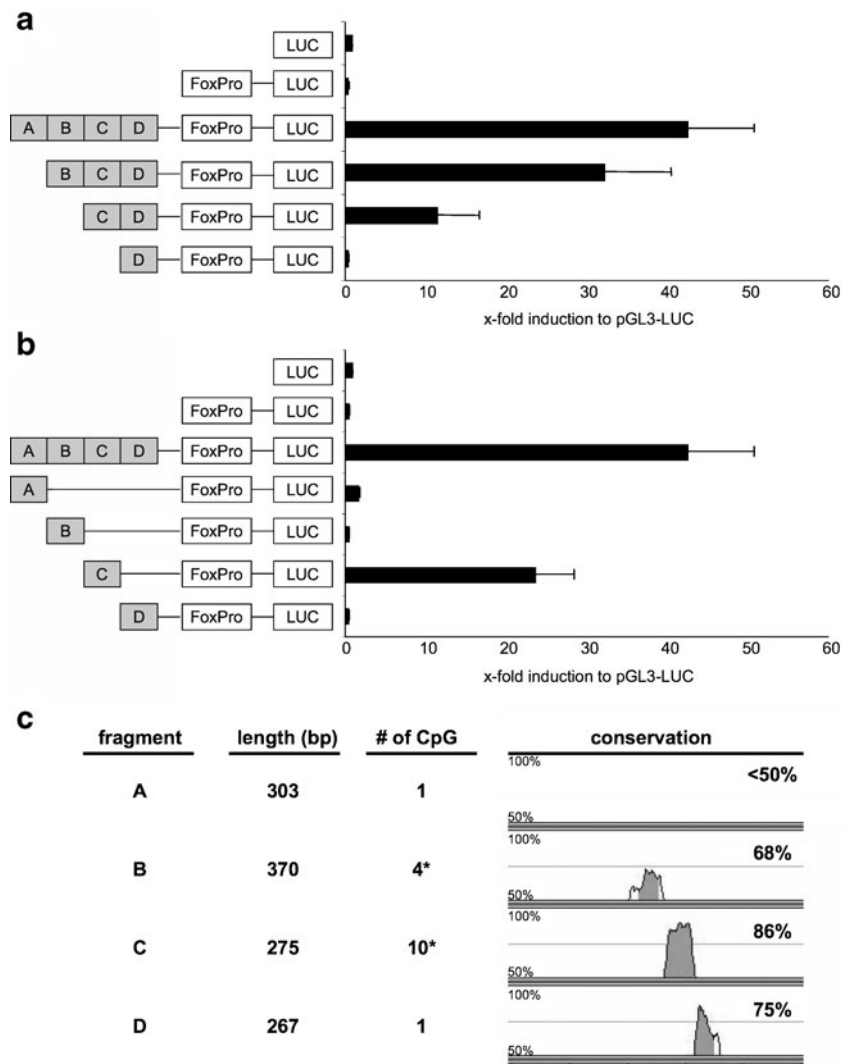 a
LUC
FoxPro LUC
A B C D FoxPro LUC
B C D FoxPro LUC
C D FoxPro LUC
D FoxPro LUC
0 10 20 30 40 50 60
x-fold induction to pGL3-LUC
b
LUC
FoxPro LUC
A B C D FoxPro LUC
A FoxPro LUC
B FoxPro LUC
C FoxPro LUC
D FoxPro LUC
0 10 20 30 40 50 60
x-fold induction to pGL3-LUC
c
fragment length (bp) # of CpG conservation
100% <50%
A 303 1
50%
100% 68%
B 370 4*
50%
100% 86%
C 275 10*
50%
100% 75%
D 267 1
50%